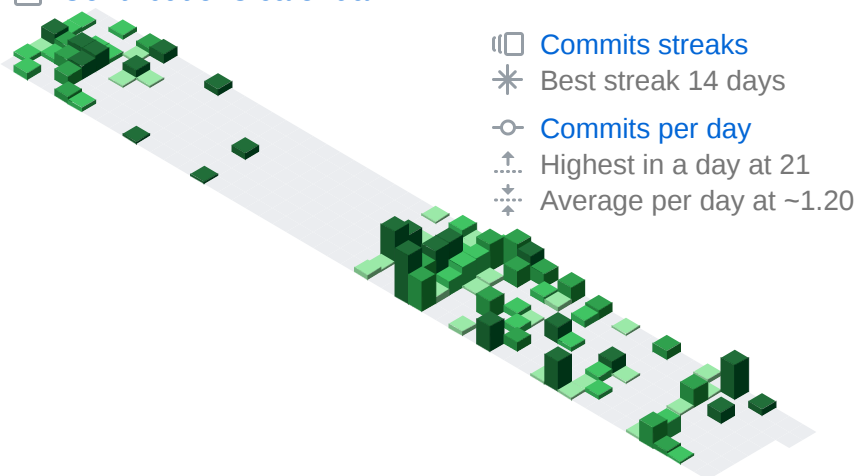 Commits streaks
Best streak 14 days
Commits per day
Highest in a day at 21
Average per day at ~1.20